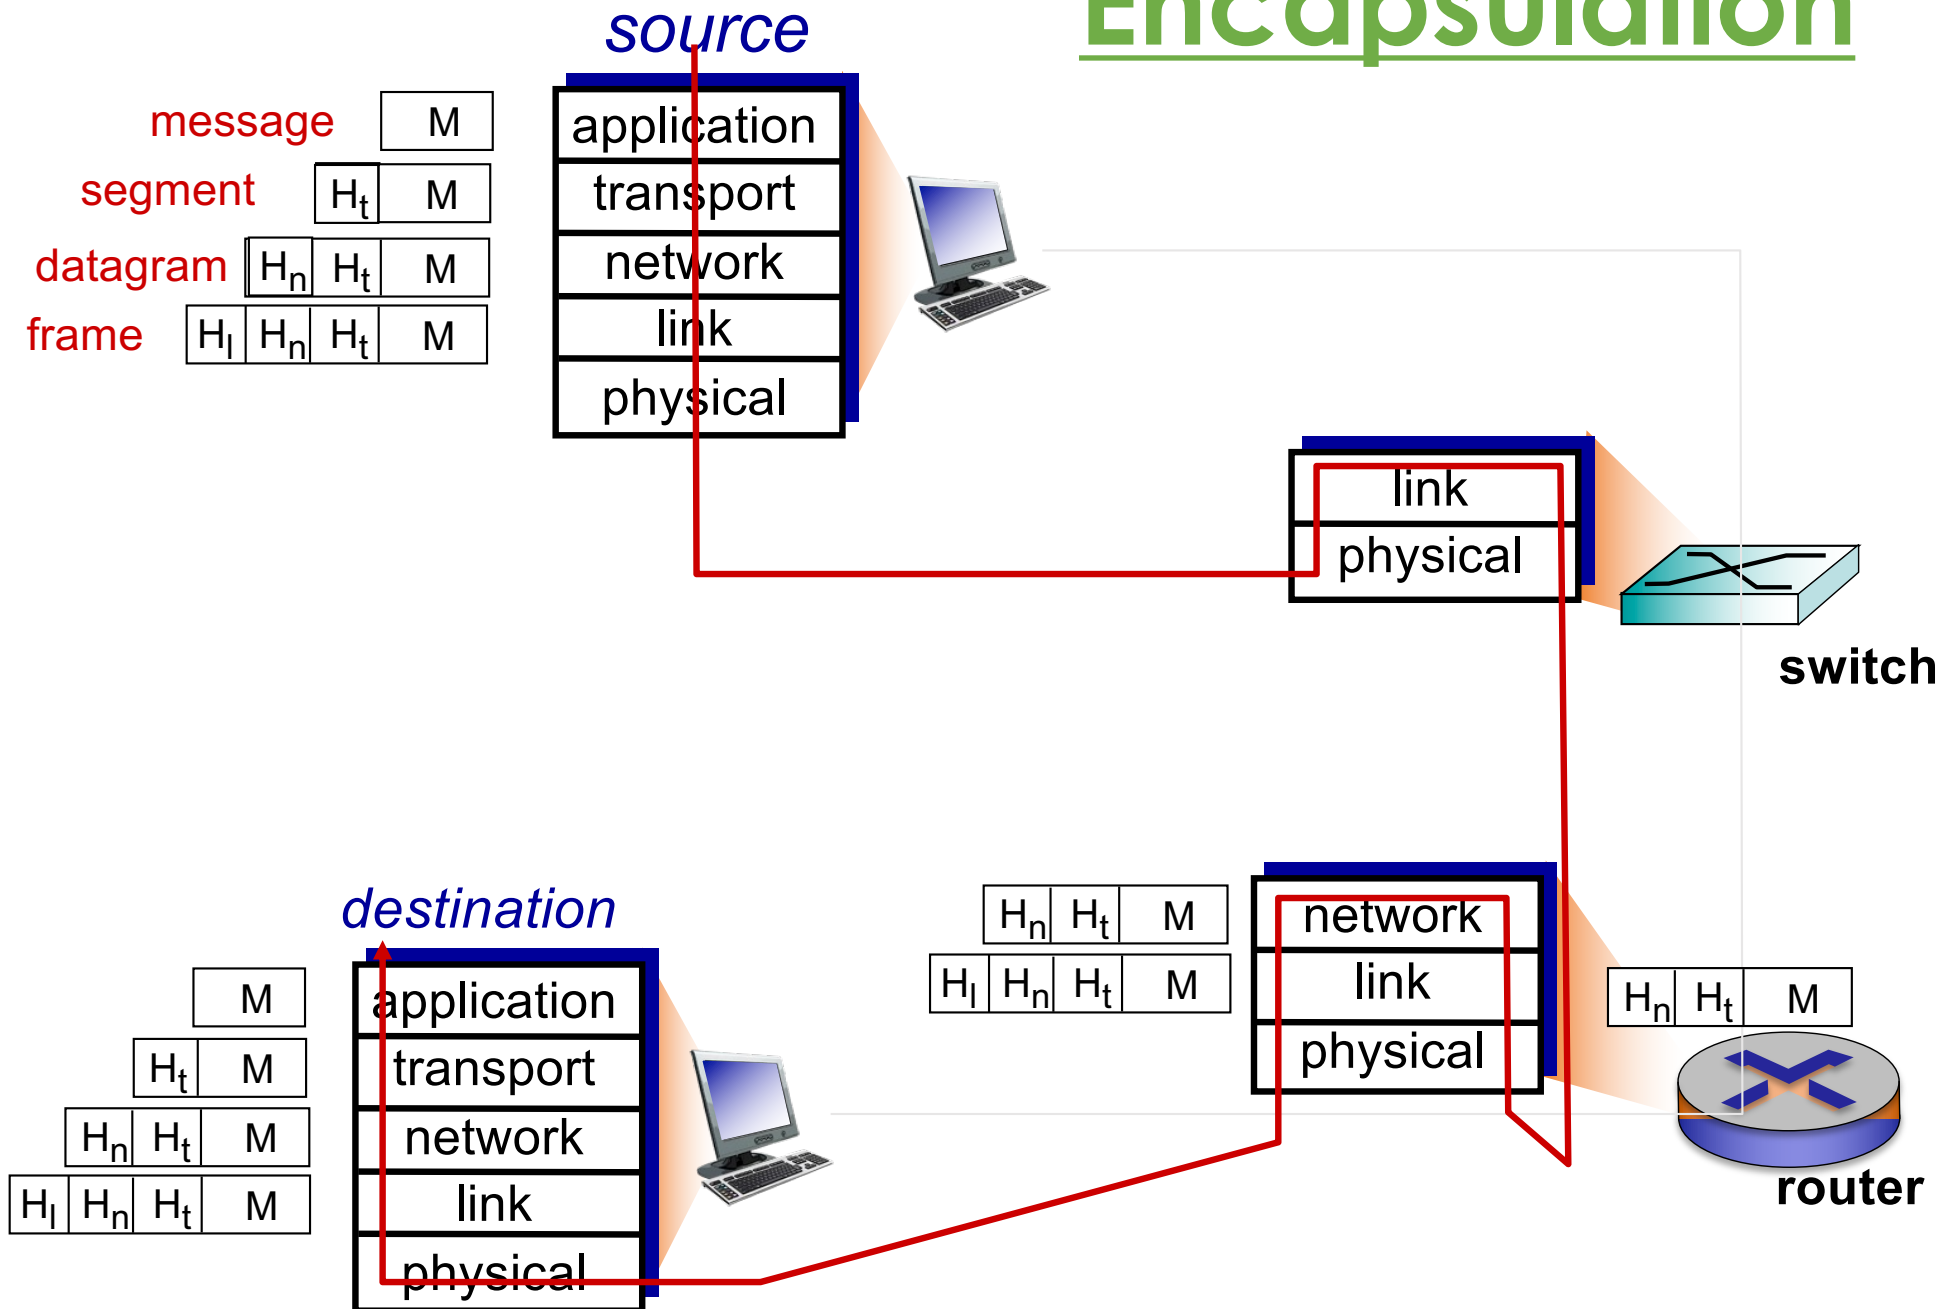 Encapsulation
source
message M
segment Ht M
datagram Hn Ht M
frame Hl Hn Ht M
application
transport
network
link
physical
link
physical
switch
destination
M
Ht M
Hn Ht M
Hl Hn Ht M
application
transport
network
link
physical
Hn Ht M
Hl Hn Ht M
network
link
physical
Hn Ht M
router